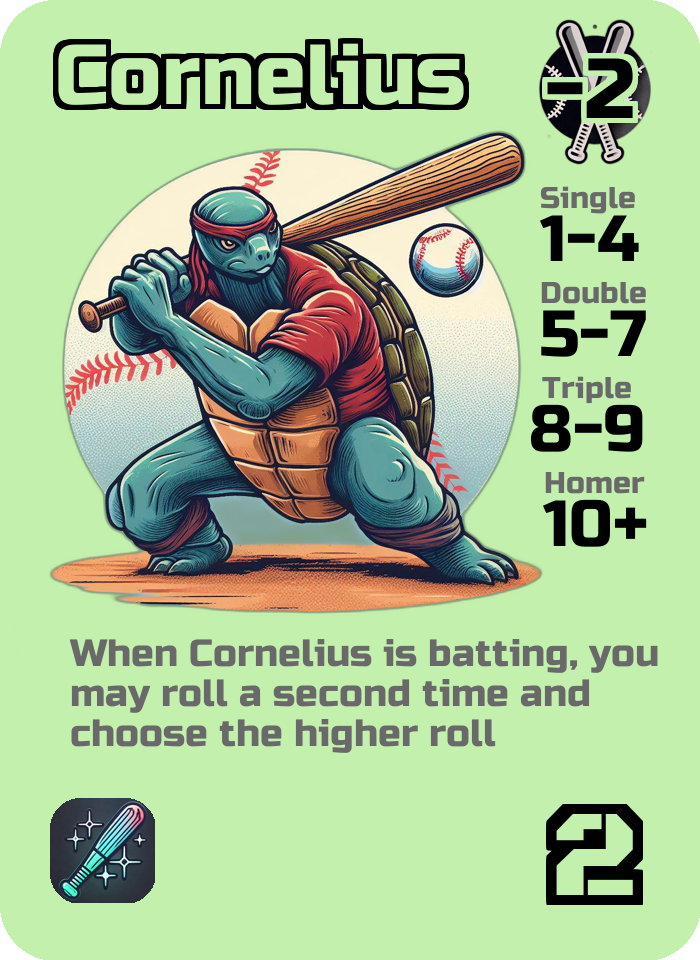 Cornelius
-2
Single
1-4
Double
5-7
Triple
8-9
Homer
10+
When Cornelius is batting, you
may roll a second time and
choose the higher roll
2